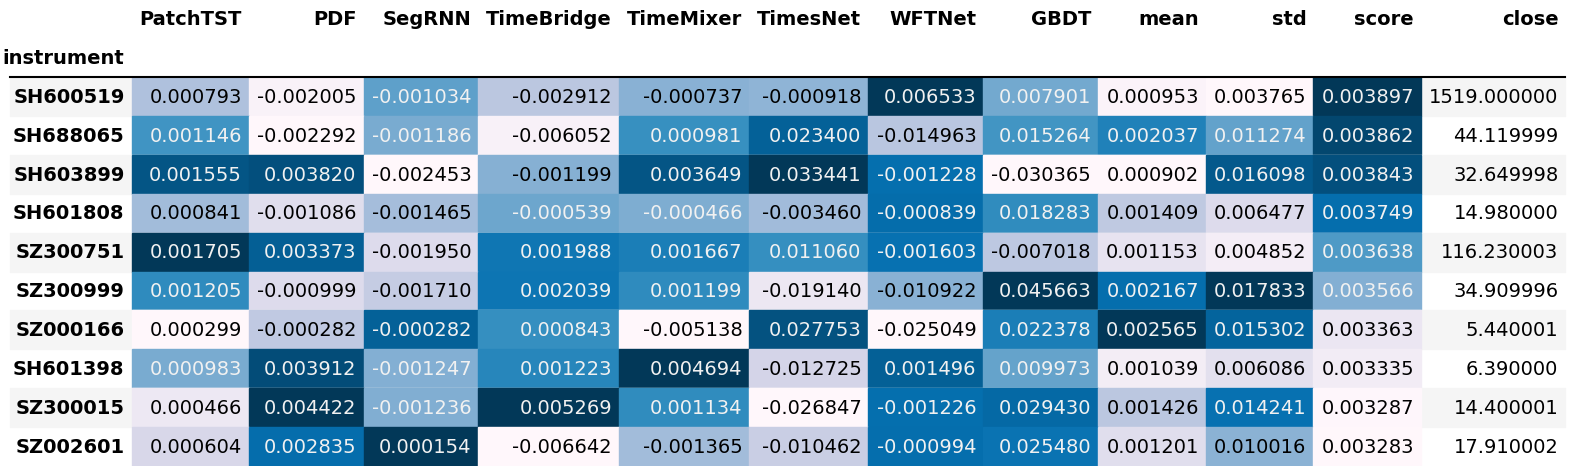 PatchTST PDF SegRNN TimeBridge TimeMixer TimesNet WFTNet GBDT mean std score close
instrument
SH600519 0.000793 -0.002005 -0.001034 -0.002912 -0.000737 -0.000918 0.006533 0.007901 0.000953 0.003765 0.003897 1519.000000
SH688065 0.001146 -0.002292 -0.001186 -0.006052 0.000981 0.023400 -0.014963 0.015264 0.002037 0.011274 0.003862 44.119999
SH603899 0.001555 0.003820 -0.002453 -0.001199 0.003649 0.033441 -0.001228 -0.030365 0.000902 0.016098 0.003843 32.649998
SH601808 0.000841 -0.001086 -0.001465 -0.000539 -0.000466 -0.003460 -0.000839 0.018283 0.001409 0.006477 0.003749 14.980000
SZ300751 0.001705 0.003373 -0.001950 0.001988 0.001667 0.011060 -0.001603 -0.007018 0.001153 0.004852 0.003638 116.230003
SZ300999 0.001205 -0.000999 -0.001710 0.002039 0.001199 -0.019140 -0.010922 0.045663 0.002167 0.017833 0.003566 34.909996
SZ000166 0.000299 -0.000282 -0.000282 0.000843 -0.005138 0.027753 -0.025049 0.022378 0.002565 0.015302 0.003363 5.440001
SH601398 0.000983 0.003912 -0.001247 0.001223 0.004694 -0.012725 0.001496 0.009973 0.001039 0.006086 0.003335 6.390000
SZ300015 0.000466 0.004422 -0.001236 0.005269 0.001134 -0.026847 -0.001226 0.029430 0.001426 0.014241 0.003287 14.400001
SZ002601 0.000604 0.002835 0.000154 -0.006642 -0.001365 -0.010462 -0.000994 0.025480 0.001201 0.010016 0.003283 17.910002